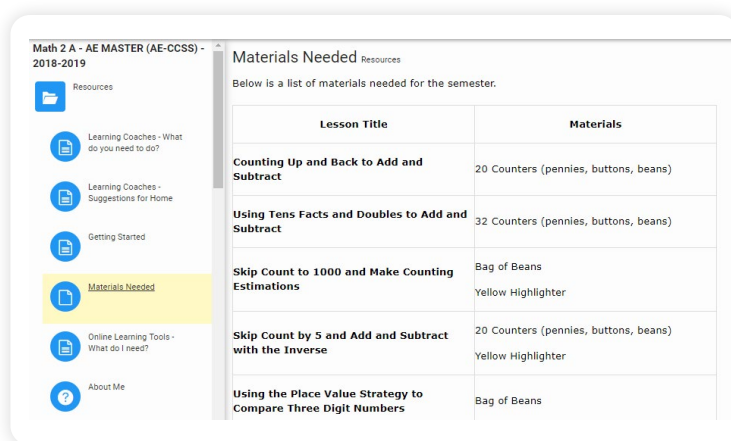 Math 2 A - AE MASTER (AE-CCSS) -
2018-2019
Resources
Learning Coaches - What
do you need to do?
Learning Coaches -
Suggestions for Home
Getting Started
Materials Needed
Online Learning Tools -
What do I need?
About Me
Materials Needed Resources
Below is a list of materials needed for the semester.
Lesson Title
Materials
Counting Up and Back to Add and
Subtract
20 Counters (pennies, buttons, beans)
Using Tens Facts and Doubles to Add and
Subtract
32 Counters (pennies, buttons, beans)
Skip Count to 1000 and Make Counting
Estimations
Bag of Beans
Yellow Highlighter
Skip Count by 5 and Add and Subtract
with the Inverse
20 Counters (pennies, buttons, beans)
Yellow Highlighter
Using the Place Value Strategy to
Compare Three Digit Numbers
Bag of Beans